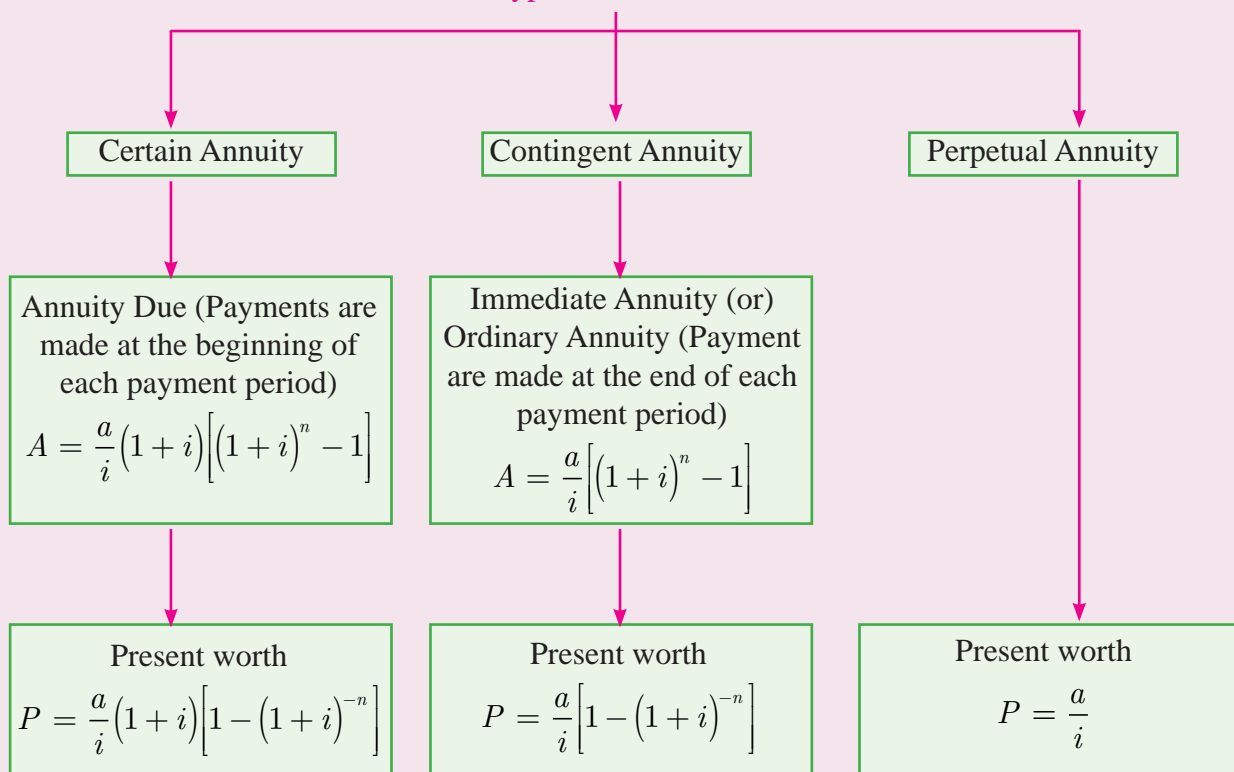 Certain Annuity
Contingent Annuity
Perpetual Annuity
Annuity Due (Payments are
made at the beginning of
each payment period)
A = a/i (1 + i)[(1 + i)^n − 1]
Immediate Annuity (or)
Ordinary Annuity (Payment
are made at the end of each
payment period)
A = a/i [(1 + i)^n − 1]
Present worth
P = a/i (1 + i)[1 − (1 + i)^−n]
Present worth
P = a/i [1 − (1 + i)^−n]
Present worth
P = a/i